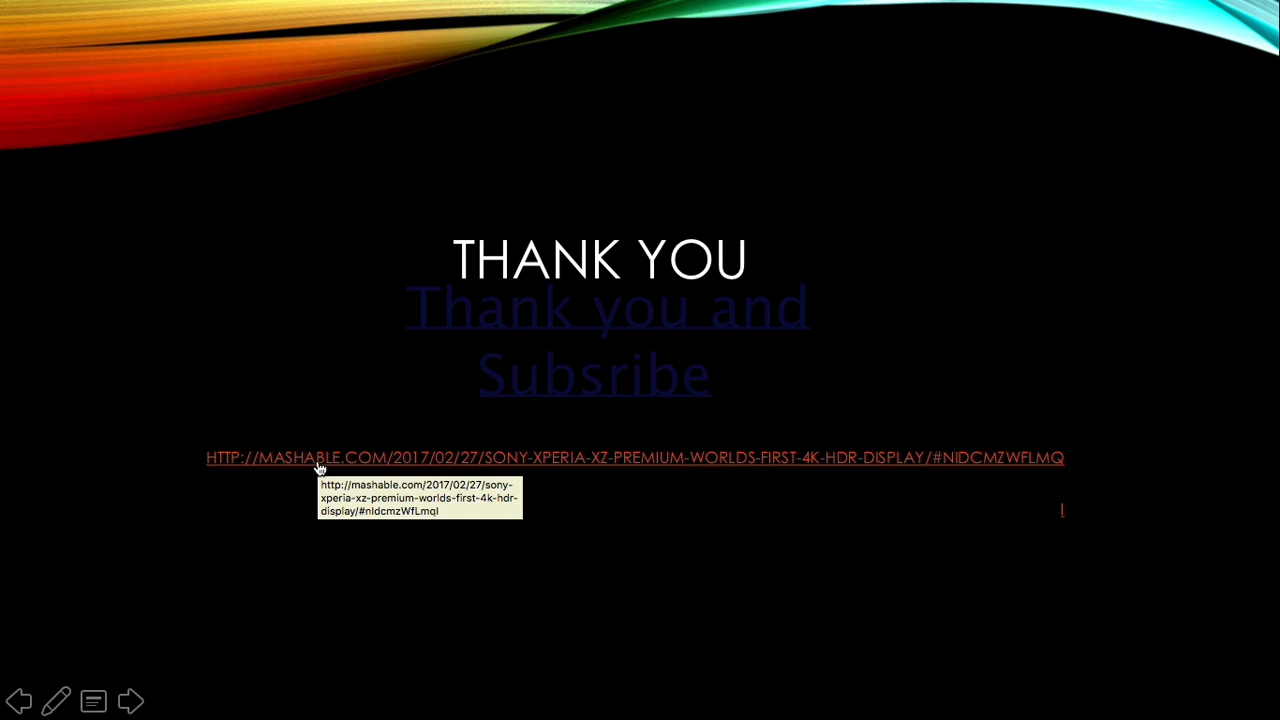 THANK YOU
Thank you and
Subsribe
HTTP://MASHABLE.COM/2017/02/27/SONY-XPERIA-XZ-PREMIUM-WORLDS-FIRST-4K-HDR-DISPLAY/#NIDCMZWFLMQ
I
http://mashable.com/2017/02/27/sony-
xperia-xz-premium-worlds-first-4k-hdr-
display/#nIdcmzWfLmqI